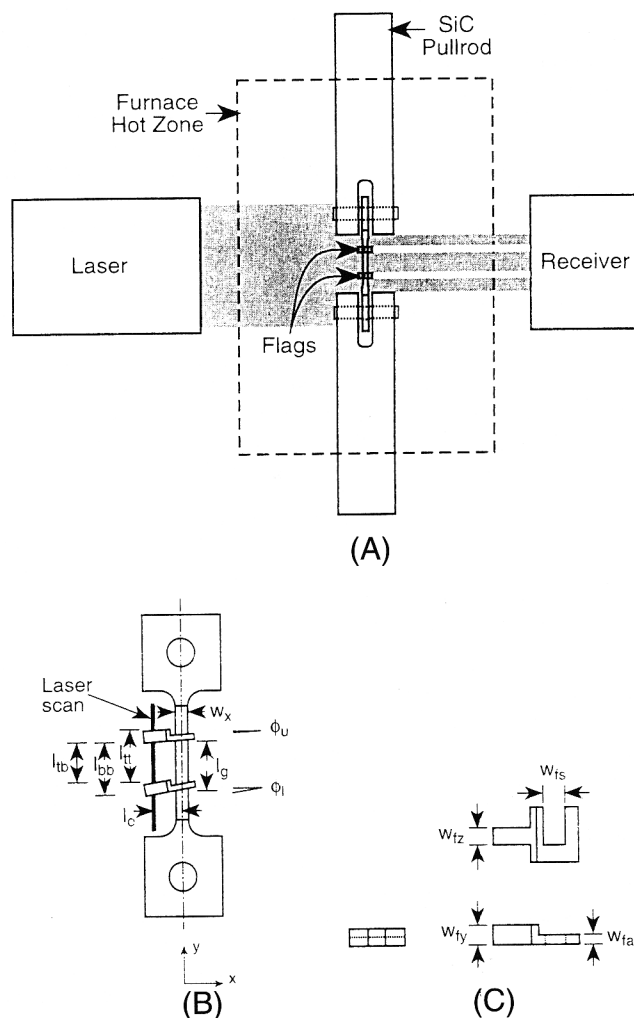 SiC
Pullrod
Furnace
Hot Zone
Laser
Receiver
Flags
(A)
Laser
scan
w_x
ϕ_u
l_tb
l_bb
l_tt
l_g
ϕ_l
l_c
y
x
(B)
w_fs
w_fz
w_fy
w_fa
(C)